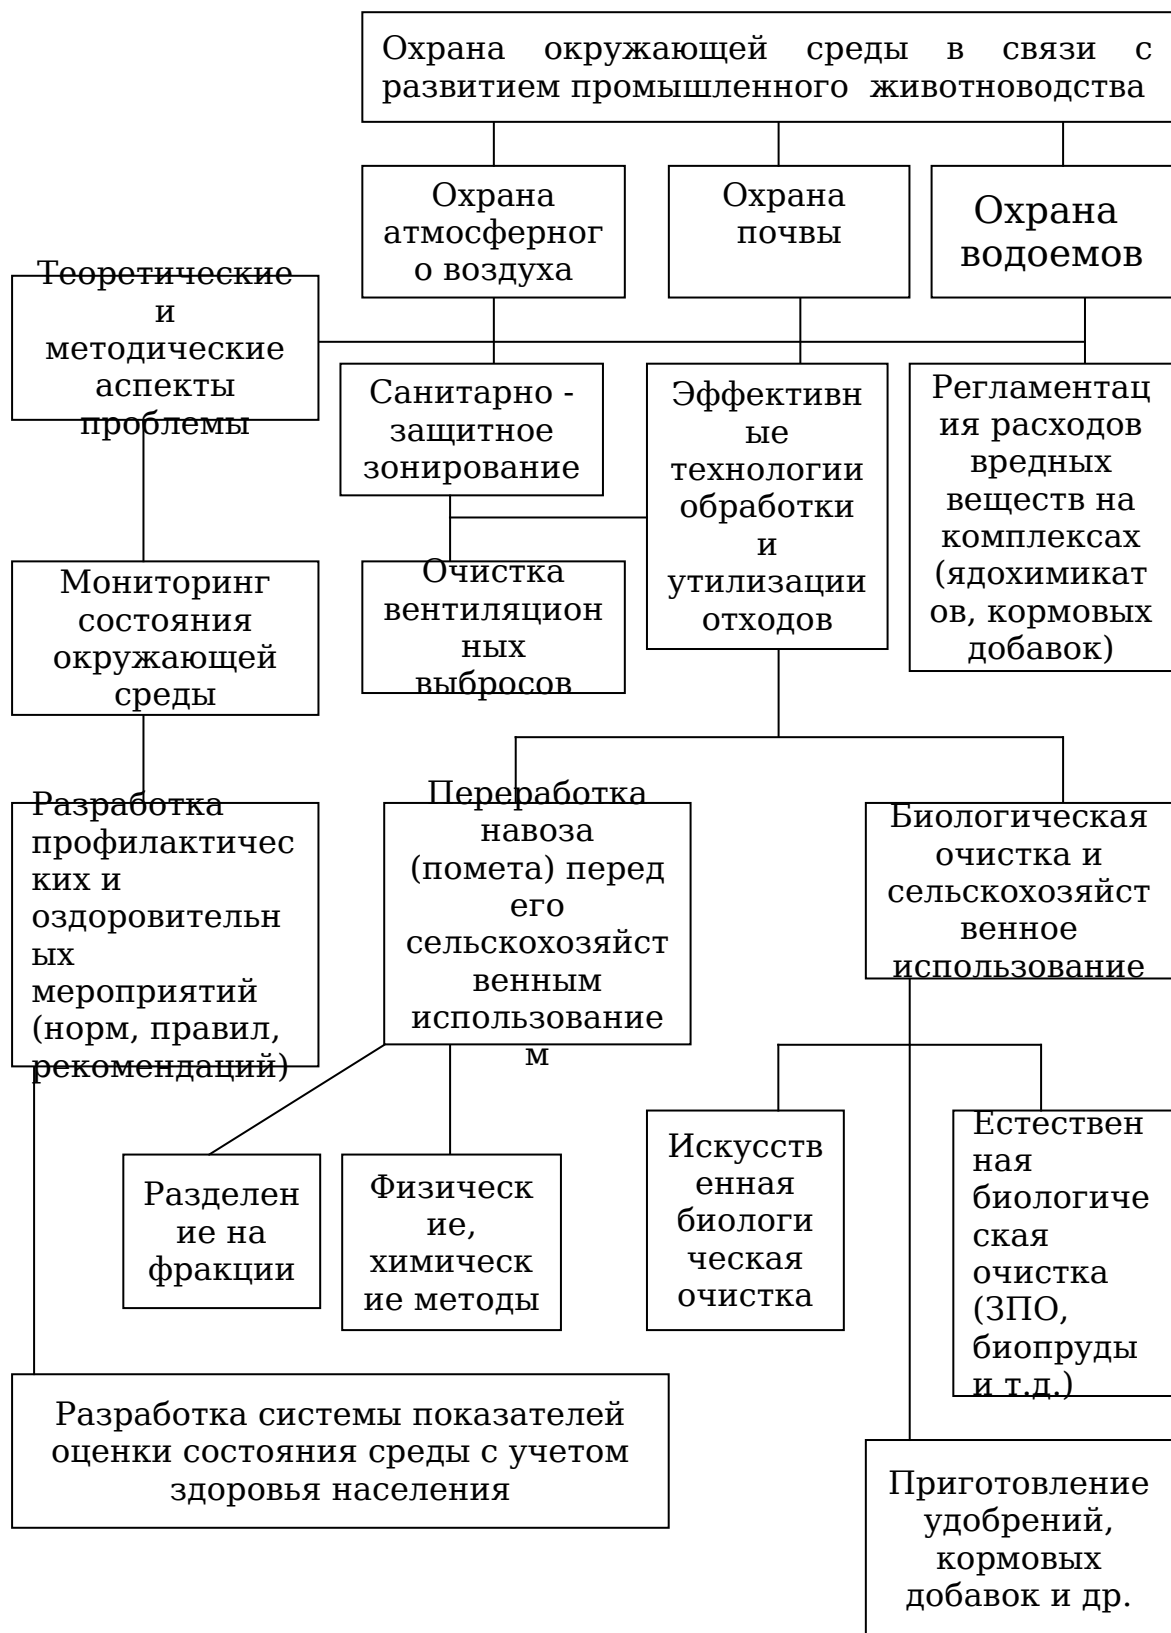 Охрана окружающей среды в связи с
развитием промышленного животноводства
Охрана
атмосферног
о воздуха
Охрана
почвы
Охрана
водоемов
Теоретические
и
методические
аспекты
проблемы
Санитарно -
защитное
зонирование
Эффективн
ые
технологии
обработки
и
утилизации
отходов
Регламентац
ия расходов
вредных
веществ на
комплексах
(ядохимикат
ов, кормовых
добавок)
Мониторинг
состояния
окружающей
среды
Очистка
вентиляцион
ных
выбросов
Разработка
профилактичес
ких и
оздоровительн
ых
мероприятий
(норм, правил,
рекомендаций)
Переработка
навоза
(помета) перед
его
сельскохозяйст
венным
использование
м
Биологическая
очистка и
сельскохозяйст
венное
использование
Разделен
ие на
фракции
Физическ
ие,
химическ
ие методы
Искусств
енная
биологи
ческая
очистка
Естествен
ная
биологиче
ская
очистка
(ЗПО,
биопруды
и т.д.)
Разработка системы показателей
оценки состояния среды с учетом
здоровья населения
Приготовление
удобрений,
кормовых
добавок и др.